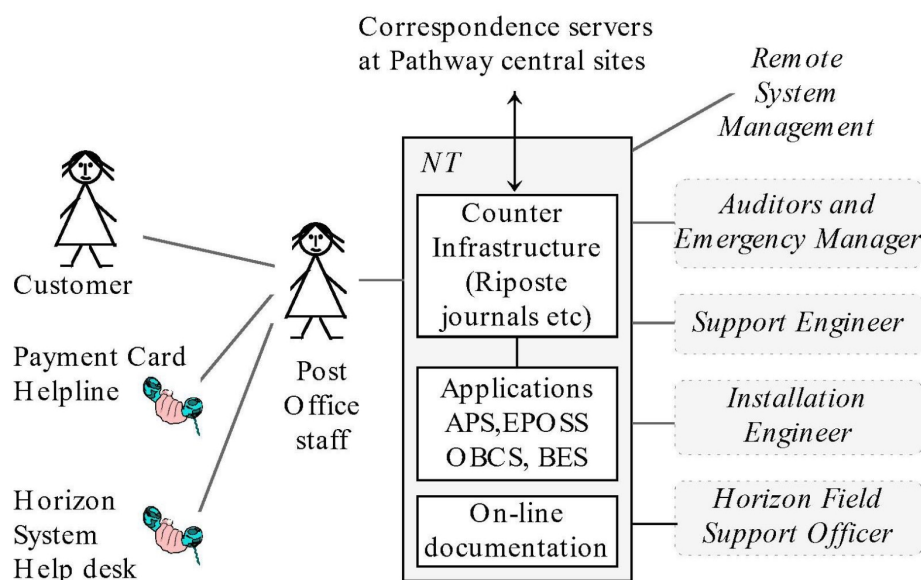 Correspondence servers
at Pathway central sites
Remote
System
Management
NT
Counter
Infrastructure
(Riposte
journals etc)
Auditors and
Emergency Manager
Customer
Support Engineer
Payment Card
Helpline
Post
Office
staff
Applications
APS,EPOSS
OBCS, BES
Installation
Engineer
Horizon
System
Help desk
On-line
documentation
Horizon Field
Support Officer